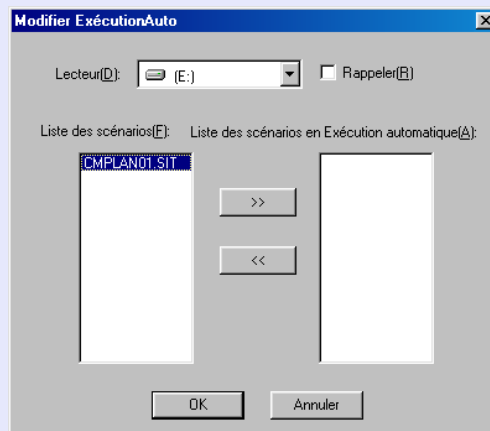 Modifier ExécutionAuto
Lecteur(D): (E:) Rappeler(R)
Liste des scénarios(F): Liste des scénarios en Exécution automatique(A):
CMPLAN01.SIT
>>
<<
OK Annuler